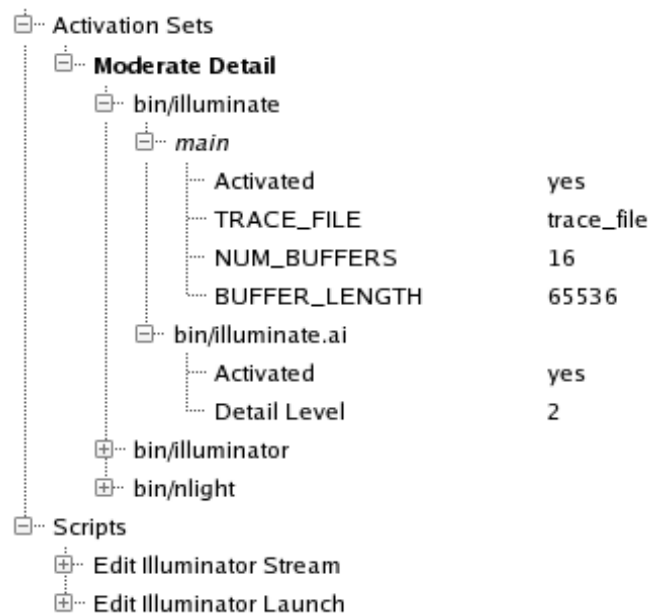 Activation Sets
Moderate Detail
bin/illuminate
main
Activated yes
TRACE_FILE trace_file
NUM_BUFFERS 16
BUFFER_LENGTH 65536
bin/illuminate.ai
Activated yes
Detail Level 2
bin/illuminator
bin/nlight
Scripts
Edit Illuminator Stream
Edit Illuminator Launch